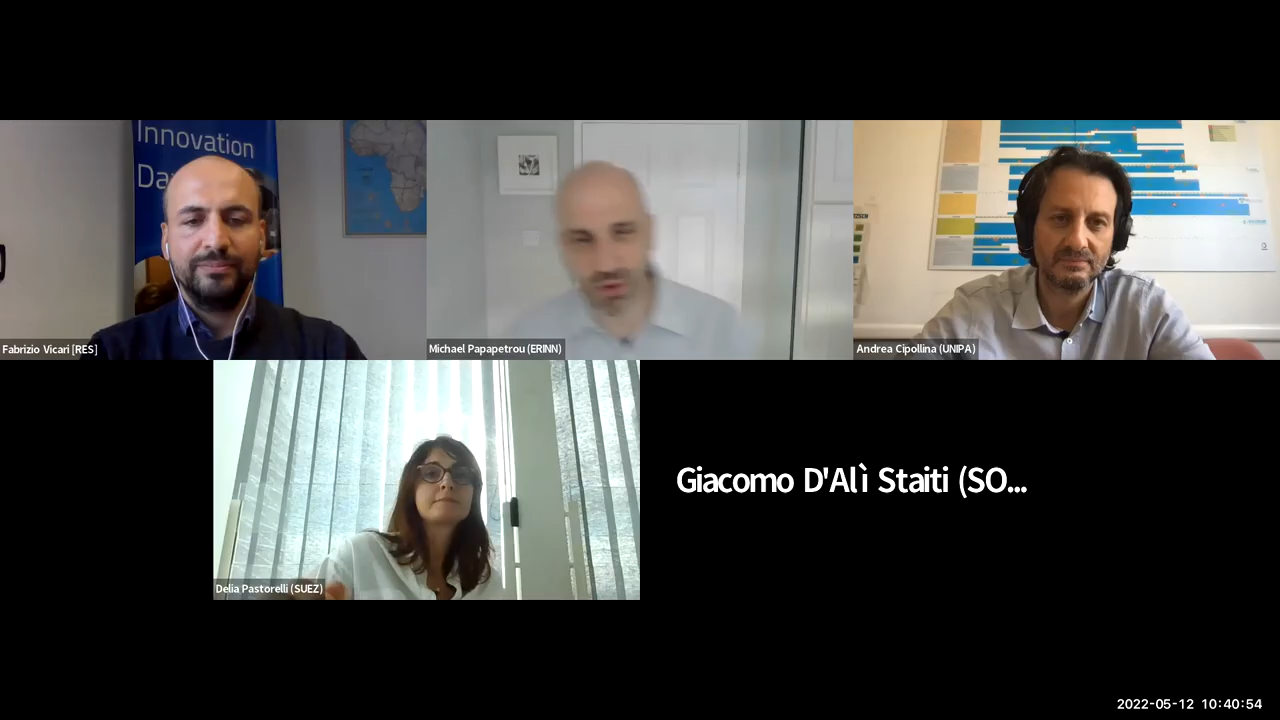 Innovation
Da
Fabrizio Vicari [RES]
Michael Papapetrou (ERINN)
Andrea Cipollina (UNIPA)
Delia Pastorelli (SUEZ)
Giacomo D'Alì Staiti (SO...
2022-05-12 10:40:54